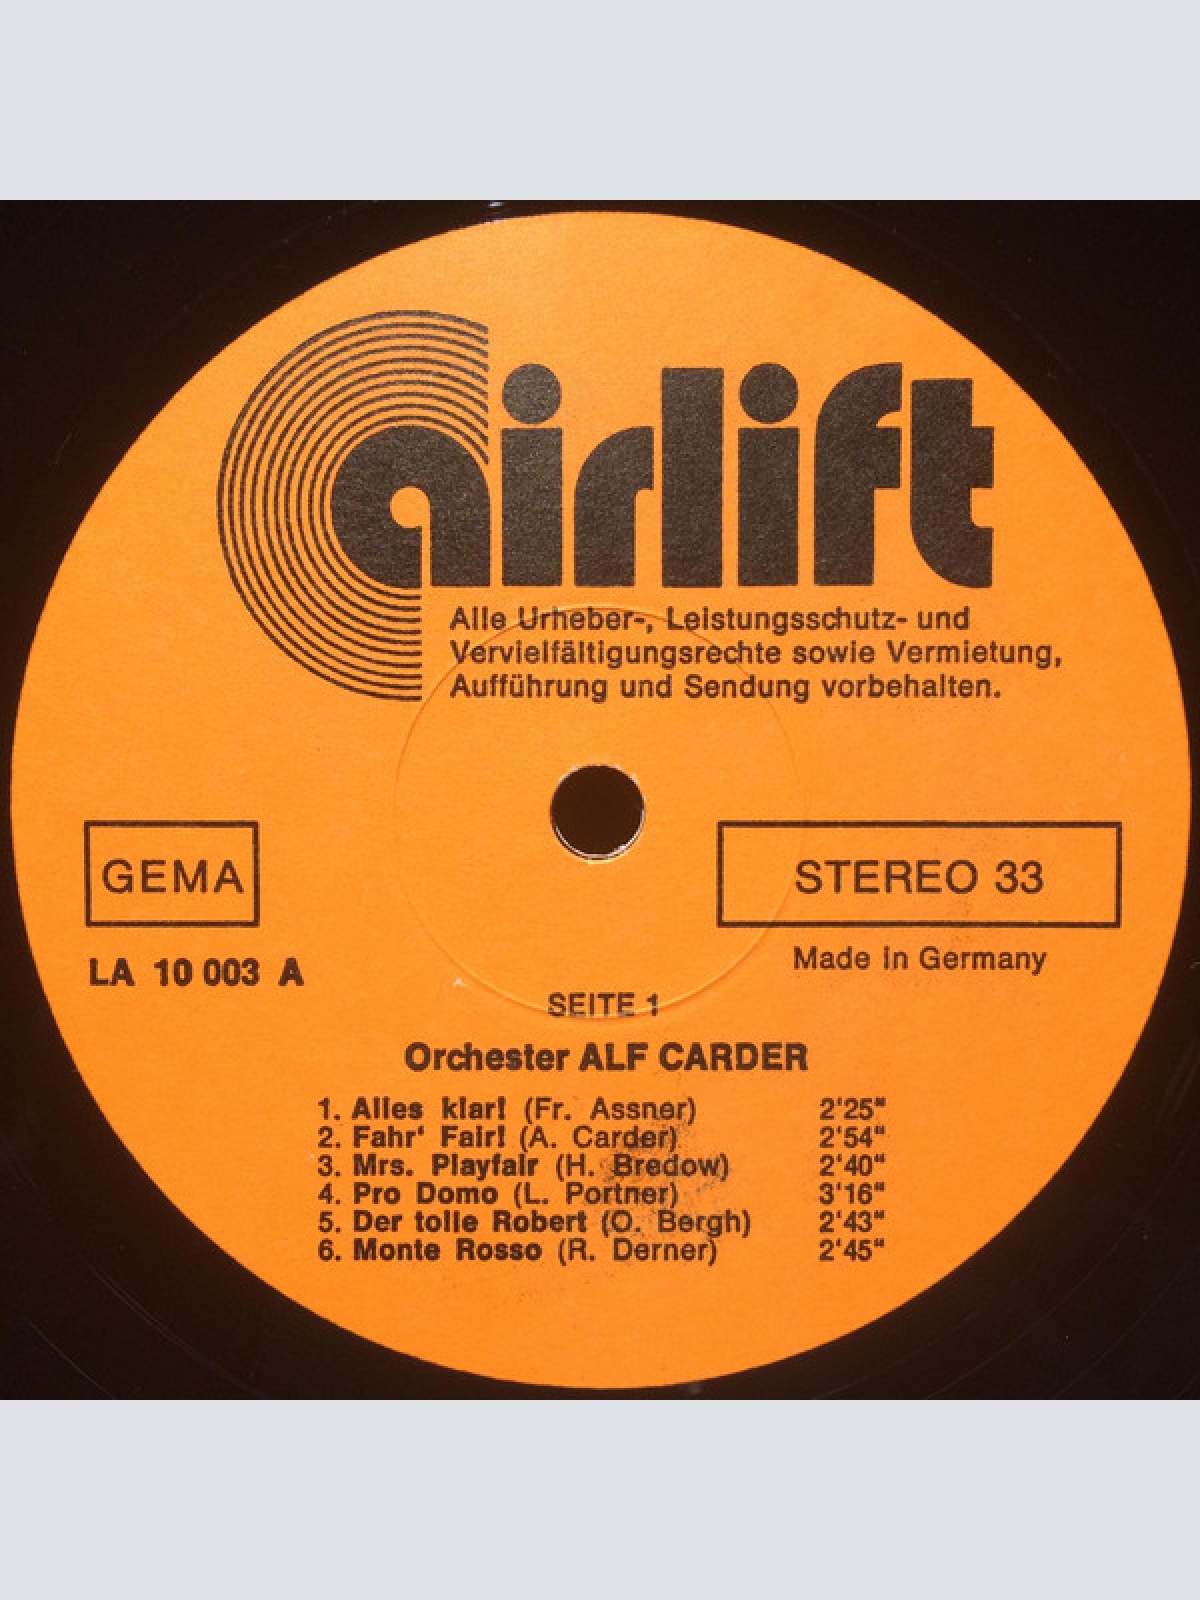 airlift
Alle Urheber-, Leistungsschutz- und
Vervielfältigungsrechte sowie Vermietung,
Aufführung und Sendung vorbehalten.
GEMA
STEREO 33
LA 10 003 A
Made in Germany
SEITE 1
Orchester ALF CARDER
1. Alles klar! (Fr. Assner) 2'25"
2. Fahr' Fair! (A. Carder) 2'54"
3. Mrs. Playfair (H. Bredow) 2'40"
4. Pro Domo (L. Portner) 3'16"
5. Der tolle Robert (O. Bergh) 2'43"
6. Monte Rosso (R. Derner) 2'45"